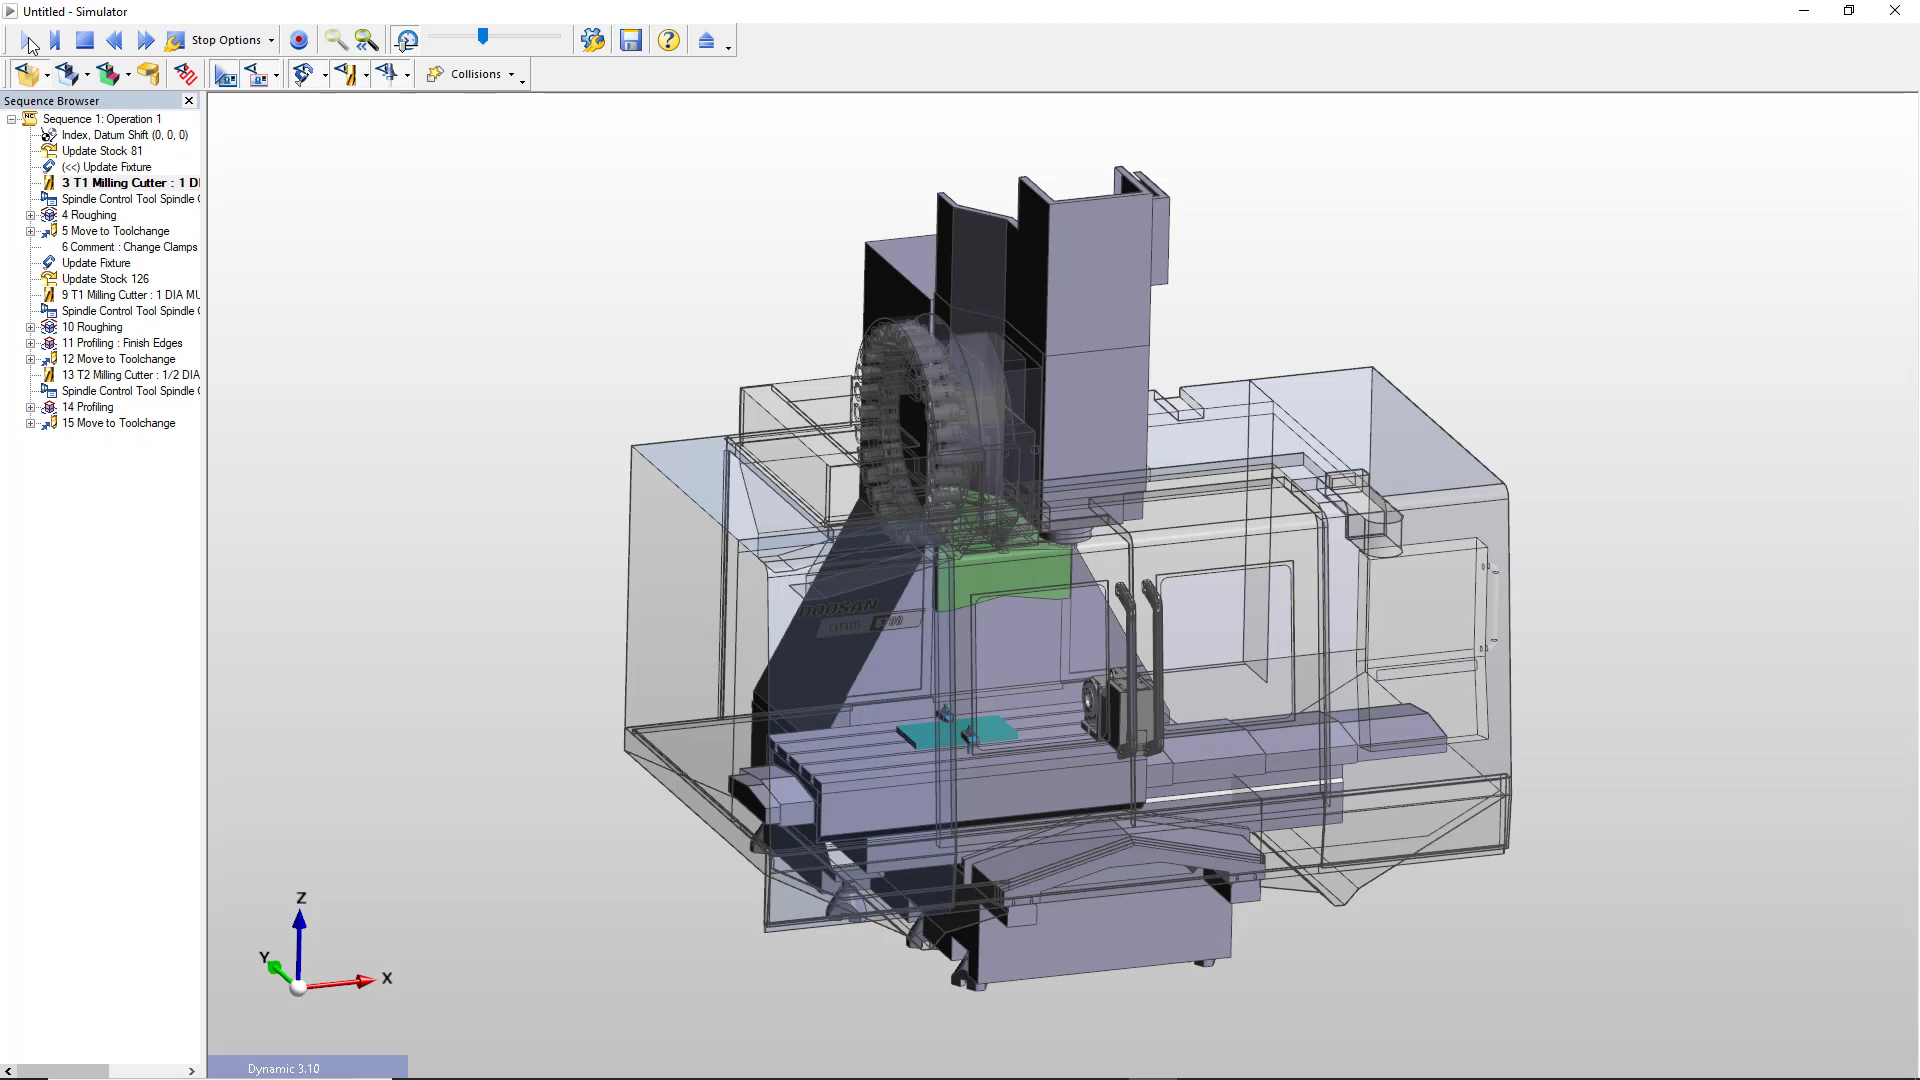 Untitled - Simulator
Stop Options
Collisions
Sequence Browser
Sequence 1: Operation 1
Index, Datum Shift (0, 0, 0)
Update Stock 81
(<<) Update Fixture
3 T1 Milling Cutter : 1 DI
Spindle Control Tool Spindle
4 Roughing
5 Move to Toolchange
6 Comment : Change Clamps
Update Fixture
Update Stock 126
9 T1 Milling Cutter : 1 DIA MU
Spindle Control Tool Spindle
10 Roughing
11 Profiling : Finish Edges
12 Move to Toolchange
13 T2 Milling Cutter : 1/2 DIA
Spindle Control Tool Spindle
14 Profiling
15 Move to Toolchange
DOOSAN
Z
Y
X
Dynamic 3.10